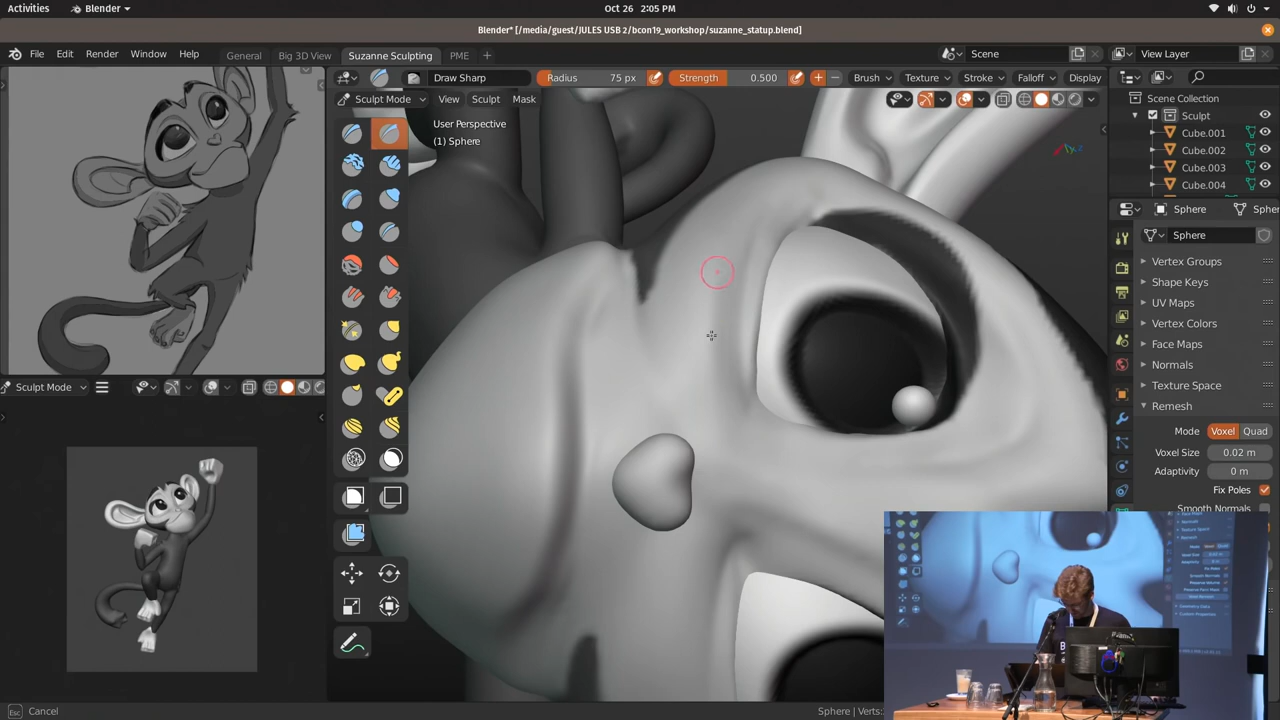 Activities
Blender
Oct 26 2:05 PM
Blender* [/media/guest/JULES USB 2/bcon19_workshop/suzanne_statup.blend]
File Edit Render Window Help
General Big 3D View Suzanne Sculpting PME +
Scene
View Layer
Draw Sharp
Radius 75 px
Strength 0.500
Brush Texture Stroke Falloff Display
Sculpt Mode View Sculpt Mask
User Perspective
(1) Sphere
Scene Collection
Sculpt
Cube.001
Cube.002
Cube.003
Cube.004
Sphere
Sphere
Vertex Groups
Shape Keys
UV Maps
Vertex Colors
Face Maps
Normals
Texture Space
Remesh
Mode Voxel Quad
Voxel Size 0.02 m
Adaptivity 0 m
Fix Poles
Smooth Normals
Sculpt Mode
Cancel
Sphere | Verts: